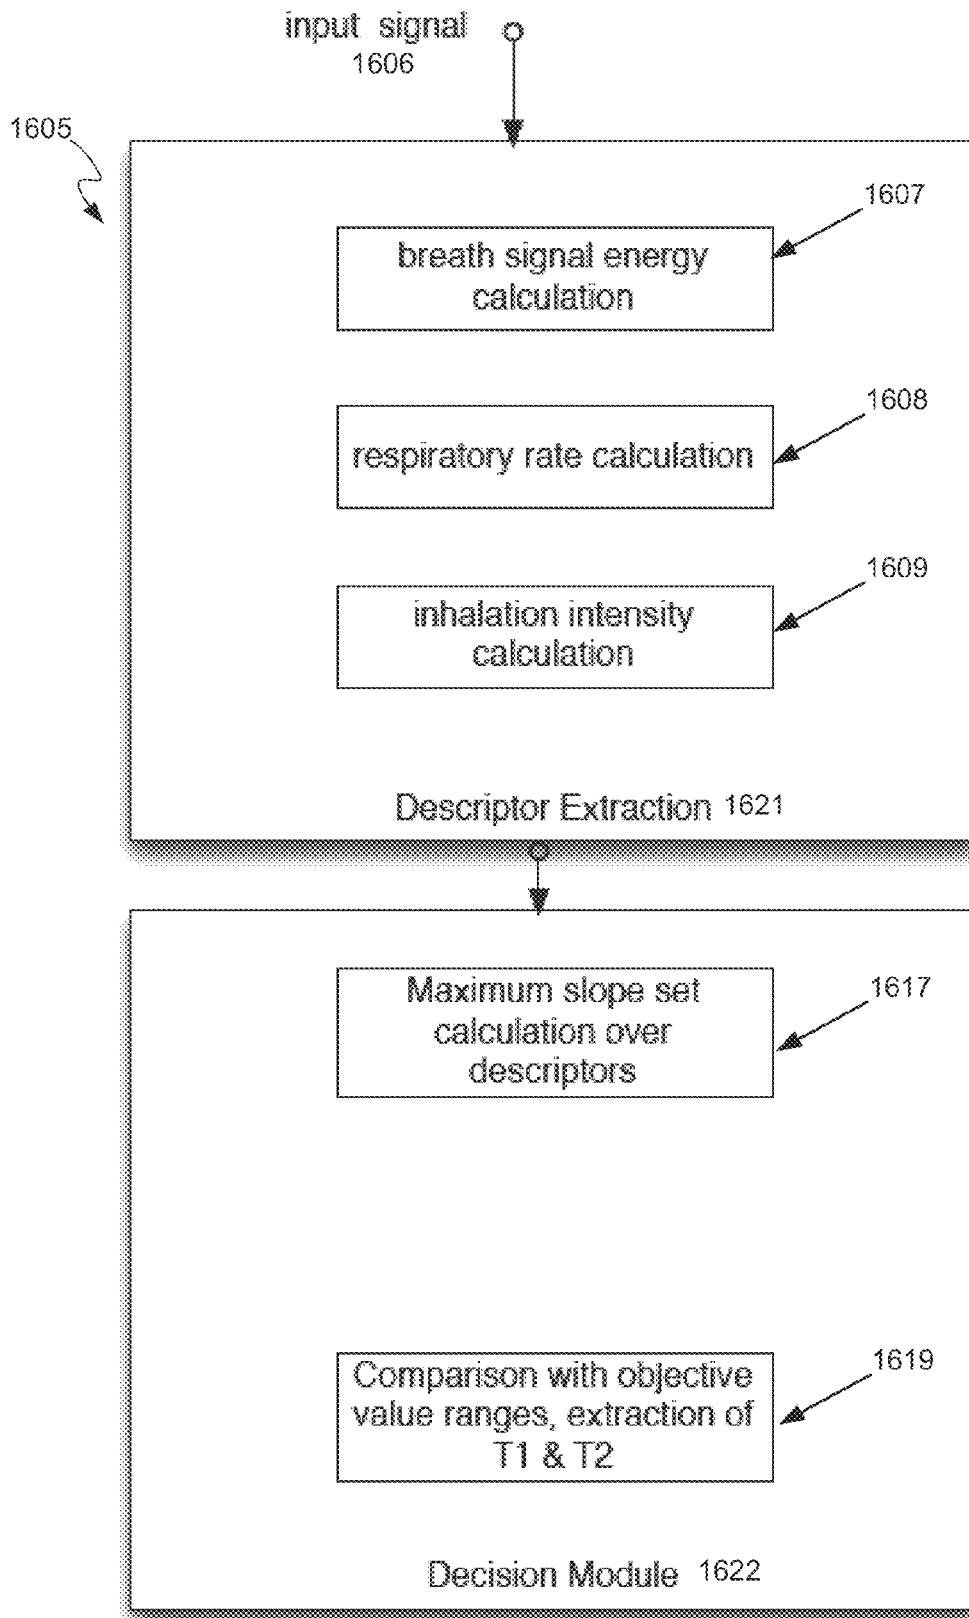 input signal
1606
1605
1607
breath signal energy
calculation
1608
respiratory rate calculation
1609
inhalation intensity
calculation
Descriptor Extraction 1621
Maximum slope set
calculation over
descriptors
1617
1619
Comparison with objective
value ranges, extraction of
T1 & T2
Decision Module 1622